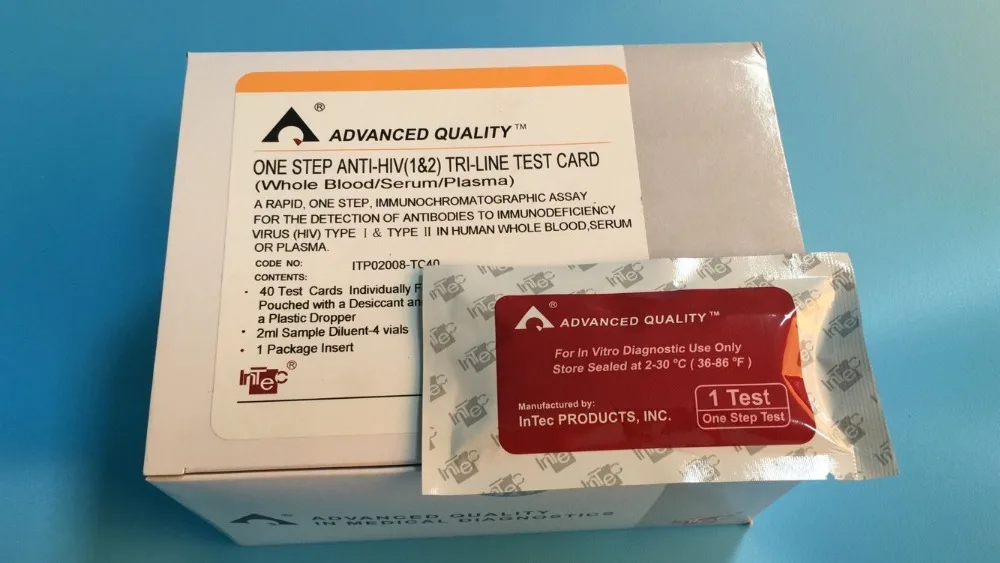 ADVANCED QUALITY™
ONE STEP ANTI-HIV(1&2) TRI-LINE TEST CARD
(Whole Blood/Serum/Plasma)
A RAPID, ONE STEP, IMMUNOCHROMATOGRAPHIC ASSAY
FOR THE DETECTION OF ANTIBODIES TO IMMUNODEFICIENCY
VIRUS (HIV) TYPE I & TYPE II IN HUMAN WHOLE BLOOD,SERUM
OR PLASMA.
CODE NO: ITP02008-TC40
CONTENTS:
· 40 Test Cards Individually
Pouched with a Desiccant
a Plastic Dropper
· 2ml Sample Diluent-4 vials
· 1 Package Insert
InTec®
ADVANCED QUALITY™
For In Vitro Diagnostic Use Only
Store Sealed at 2-30 ºC ( 36-86 ºF )
Manufactured by:
InTec PRODUCTS, INC.
1 Test
One Step Test
ADVANCED QUALITY
IN MEDICAL DIAGNOSTICS
InTec